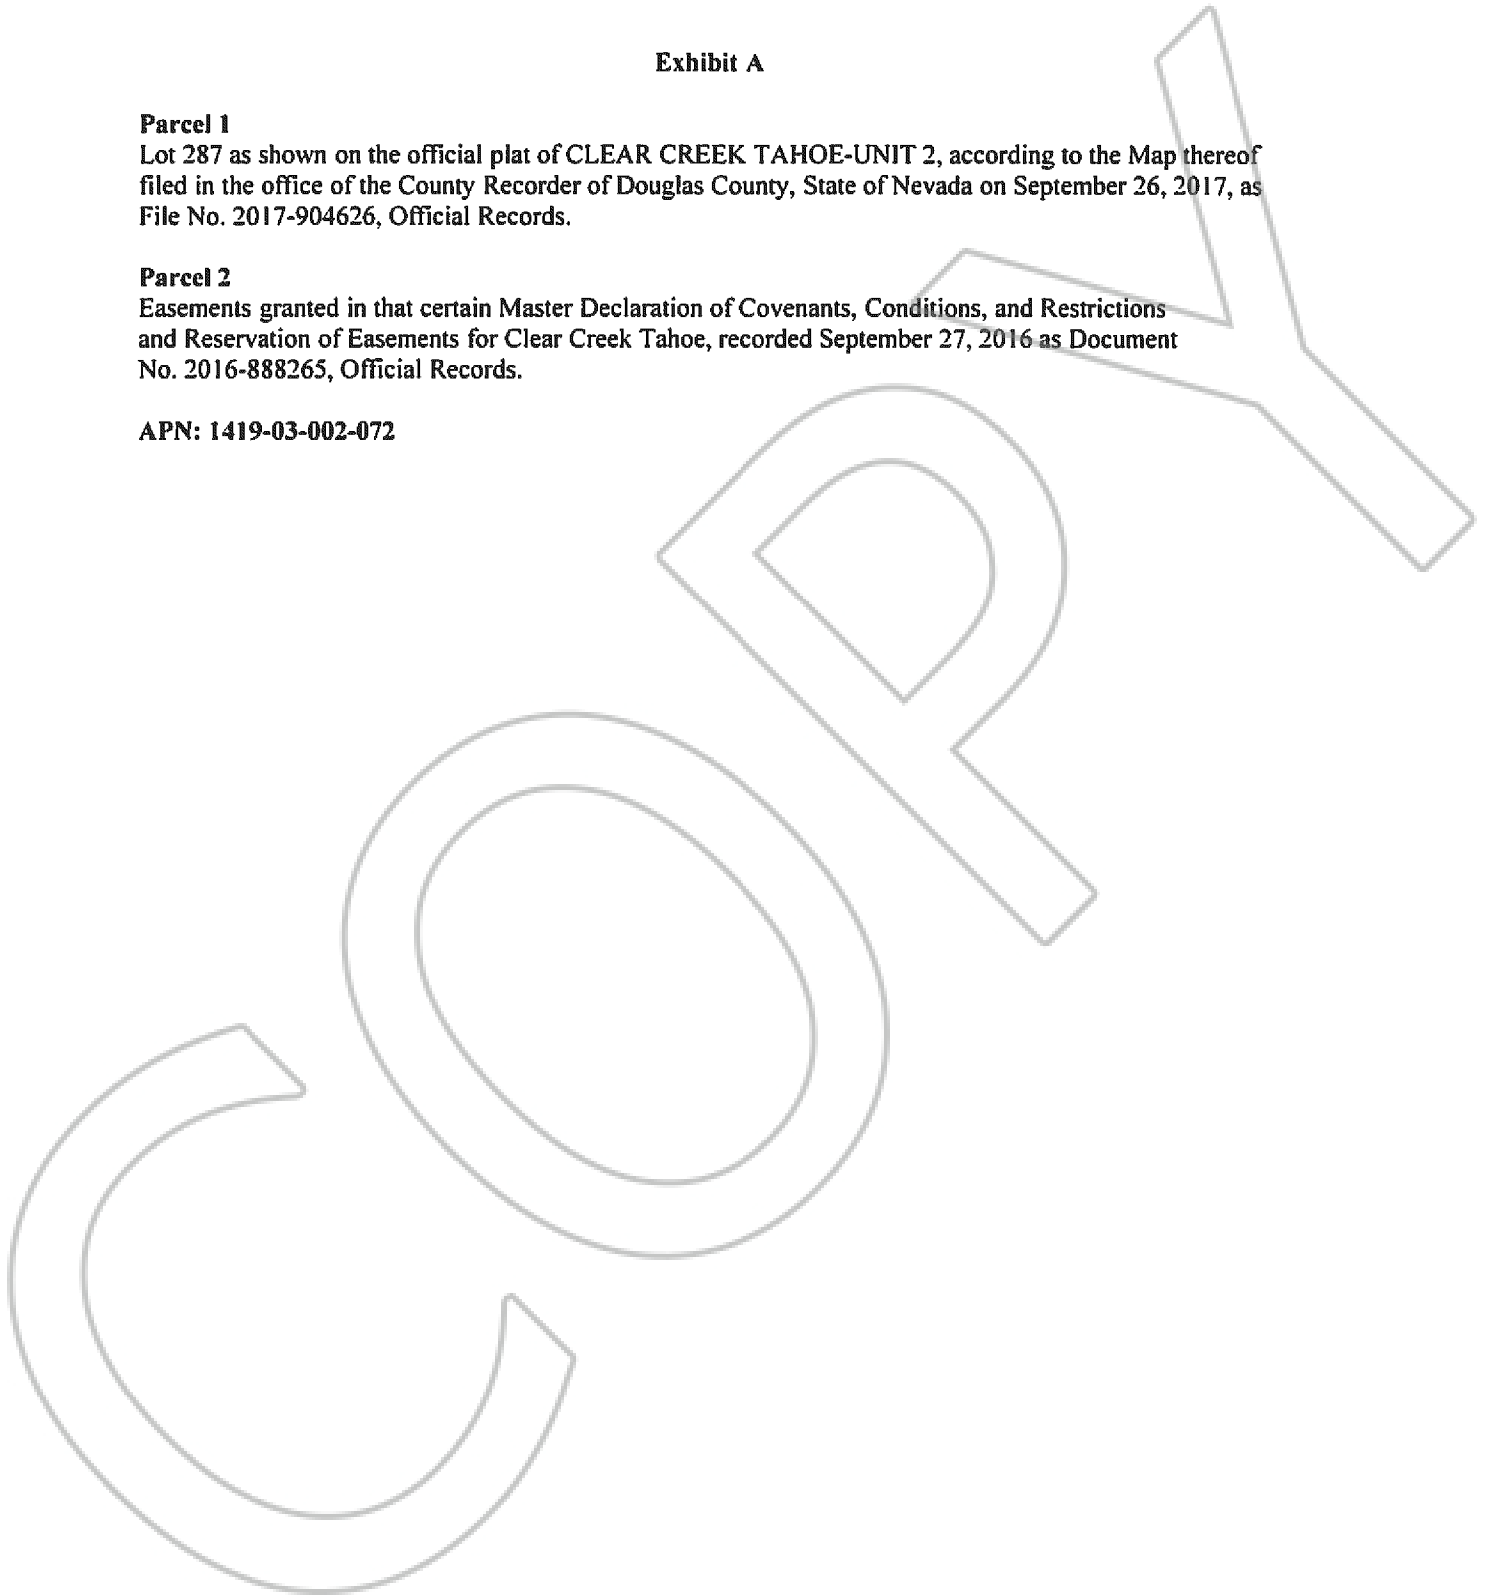 Exhibit A
Parcel 1
Lot 287 as shown on the official plat of CLEAR CREEK TAHOE-UNIT 2, according to the Map thereof
filed in the office of the County Recorder of Douglas County, State of Nevada on September 26, 2017, as
File No. 2017-904626, Official Records.
Parcel 2
Easements granted in that certain Master Declaration of Covenants, Conditions, and Restrictions
and Reservation of Easements for Clear Creek Tahoe, recorded September 27, 2016 as Document
No. 2016-888265, Official Records.
APN: 1419-03-002-072
COPY